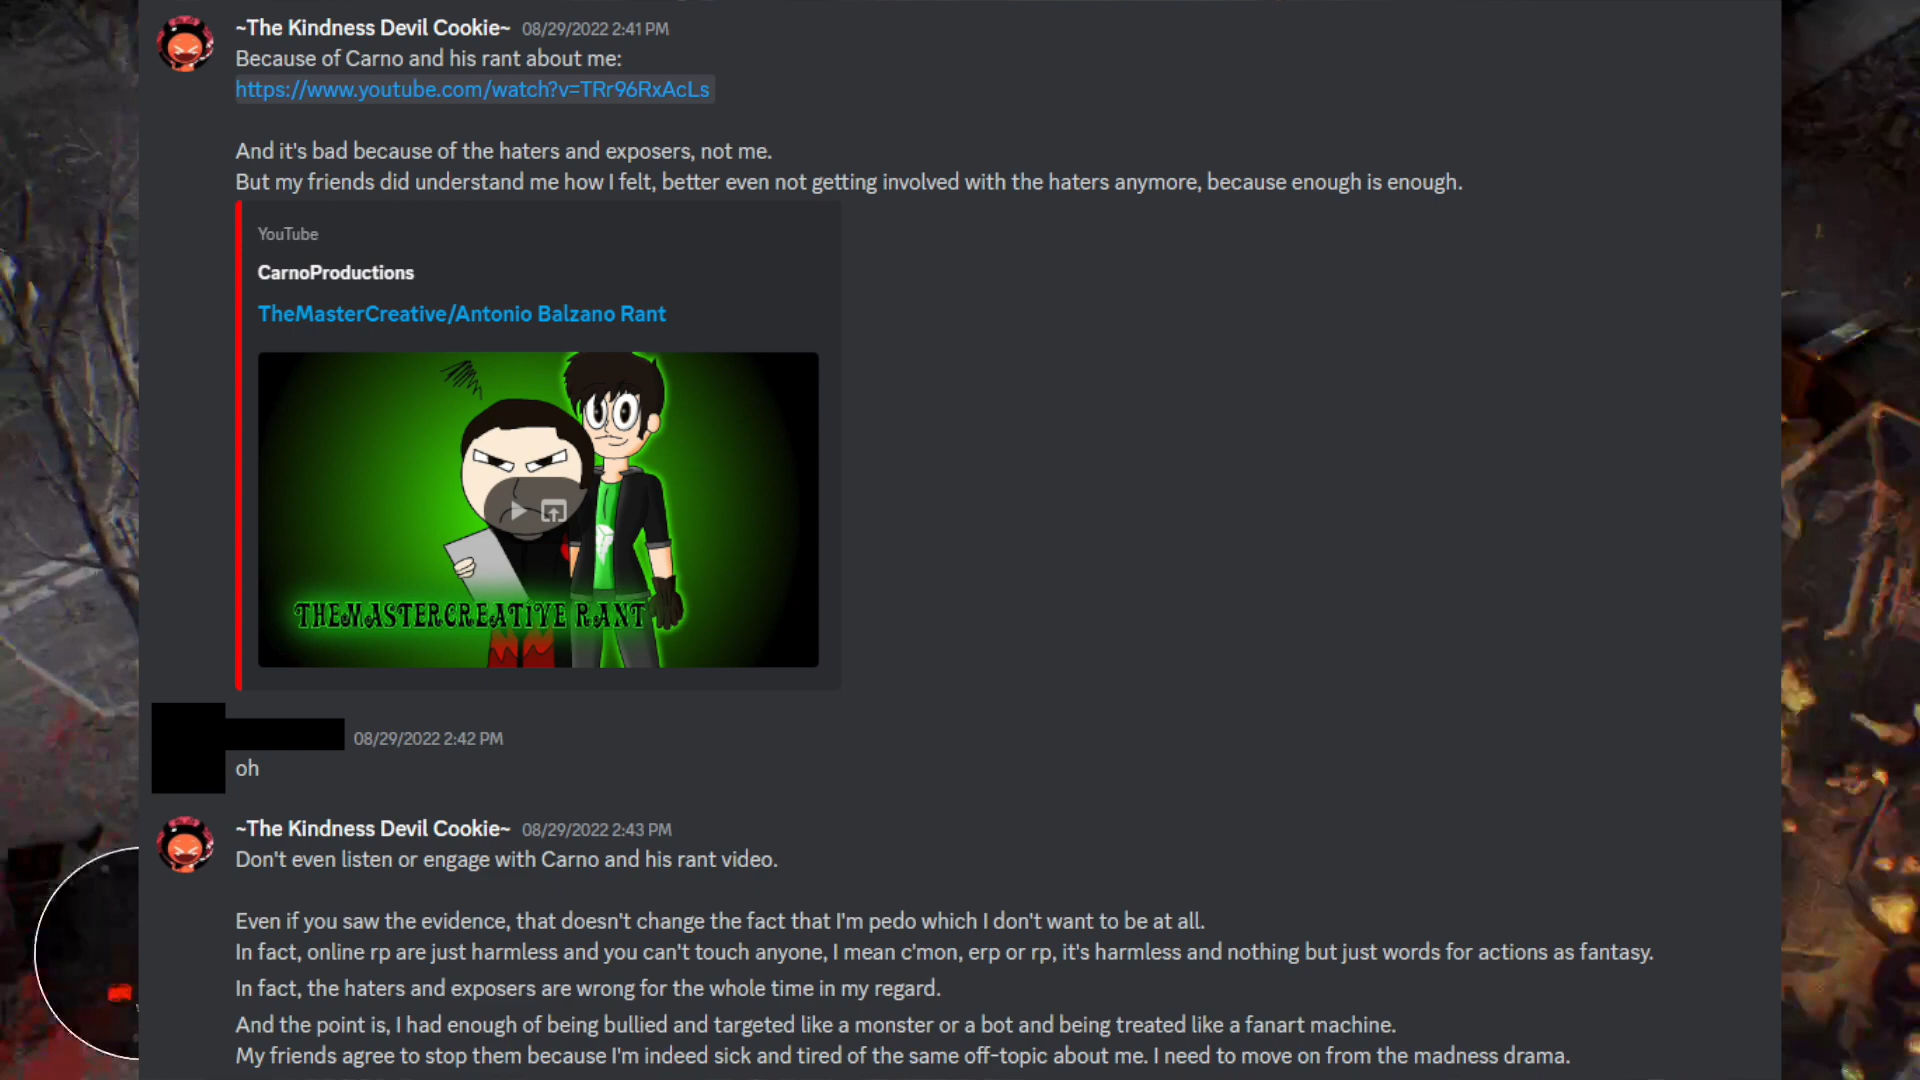 ~The Kindness Devil Cookie~ 08/29/2022 2:41 PM
Because of Carno and his rant about me:
https://www.youtube.com/watch?v=TRr96RxAcLs
And it's bad because of the haters and exposers, not me.
But my friends did understand me how I felt, better even not getting involved with the haters anymore, because enough is enough.
YouTube
CarnoProductions
TheMasterCreative/Antonio Balzano Rant
THEMASTERCREATIVE RANT
08/29/2022 2:42 PM
oh
~The Kindness Devil Cookie~ 08/29/2022 2:43 PM
Don't even listen or engage with Carno and his rant video.
Even if you saw the evidence, that doesn't change the fact that I'm pedo which I don't want to be at all.
In fact, online rp are just harmless and you can't touch anyone, I mean c'mon, erp or rp, it's harmless and nothing but just words for actions as fantasy.
In fact, the haters and exposers are wrong for the whole time in my regard.
And the point is, I had enough of being bullied and targeted like a monster or a bot and being treated like a fanart machine.
My friends agree to stop them because I'm indeed sick and tired of the same off-topic about me. I need to move on from the madness drama.